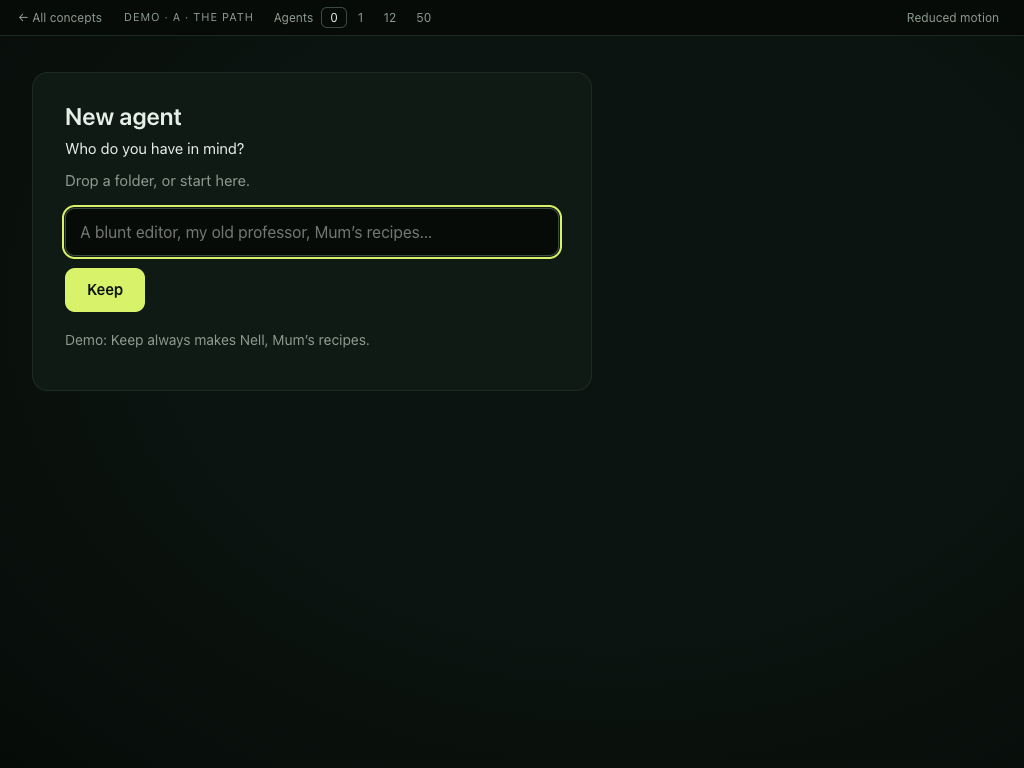 ← All concepts DEMO · A · THE PATH Agents 0 1 12 50 Reduced motion
New agent
Who do you have in mind?
Drop a folder, or start here.
A blunt editor, my old professor, Mum’s recipes…
Keep
Demo: Keep always makes Nell, Mum’s recipes.